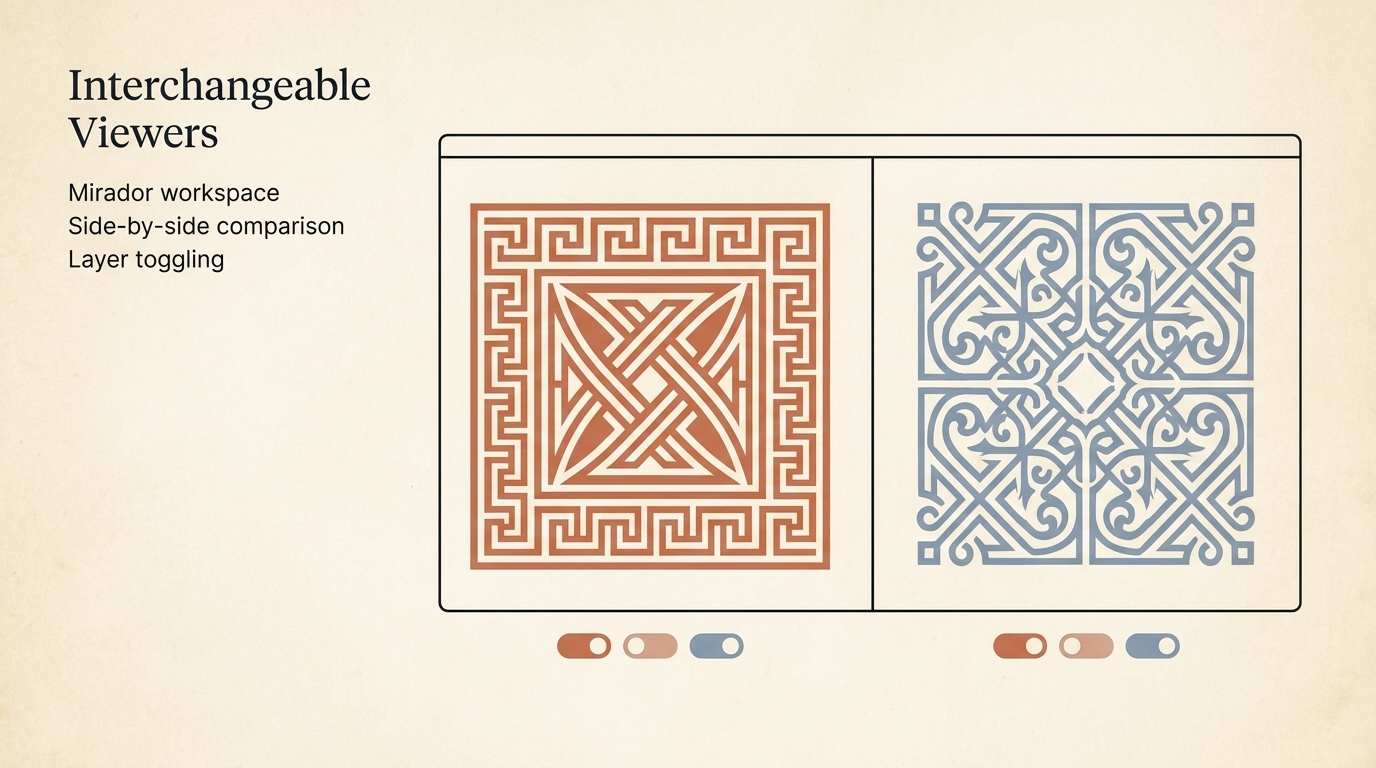 Interchangeable
Viewers
Mirador workspace
Side-by-side comparison
Layer toggling